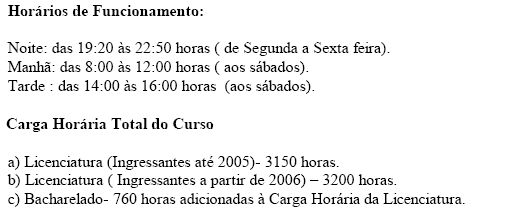 Horários de Funcionamento:
Noite: das 19:20 às 22:50 horas ( de Segunda a Sexta feira).
Manhã: das 8:00 às 12:00 horas ( aos sábados).
Tarde : das 14:00 às 16:00 horas  (aos sábados).
Carga Horária Total do Curso
a) Licenciatura (Ingressantes até 2005)- 3150 horas.
b) Licenciatura ( Ingressantes a partir de 2006) – 3200 horas.
c) Bacharelado- 760 horas adicionadas à Carga Horária da Licenciatura.